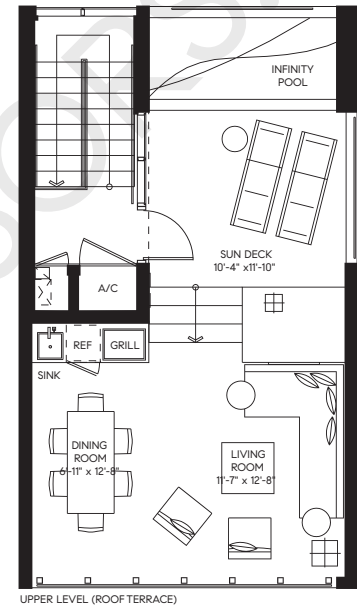 INFINITY
POOL
SUN DECK
10'-4" x11'-10"
A/C
REF
GRILL
SINK
DINING
ROOM
6'-11" x 12'-8"
LIVING
ROOM
11'-7" x 12'-8"
UPPER LEVEL (ROOF TERRACE)